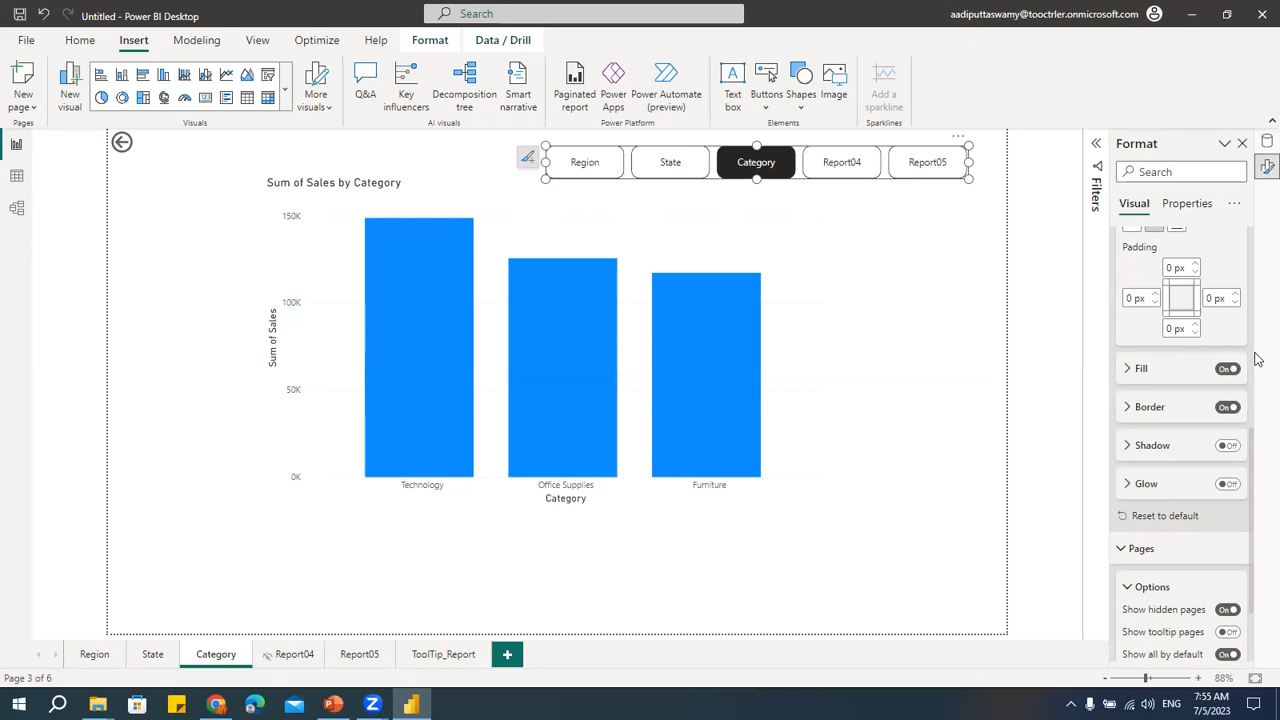 Untitled - Power BI Desktop
Search
aadiputtaswamy@tooctrler.onmicrosoft.com
File
Home
Insert
Modeling
View
Optimize
Help
Format
Data / Drill
New page
New visual
More visuals
Q&A
Key influencers
Decomposition tree
Smart narrative
Paginated report
Power Apps
Power Automate (preview)
Text box
Buttons
Shapes
Image
Add a sparkline
Pages
Visuals
AI visuals
Power Platform
Elements
Sparklines
Region
State
Category
Report04
Report05
Sum of Sales by Category
150K
100K
50K
0K
Sum of Sales
Technology
Office Supplies
Furniture
Category
Filters
Format
Search
Visual
Properties
Padding
0 px
0 px
0 px
0 px
Fill
On
Border
On
Shadow
Off
Glow
Off
Reset to default
Pages
Options
Show hidden pages
On
Show tooltip pages
Off
Show all by default
On
Region
State
Category
Report04
Report05
ToolTip_Report
Page 3 of 6
88%
ENG
7:55 AM
7/5/2023